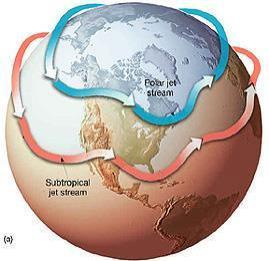 Polar jet
stream
Subtropical
jet stream
(a)